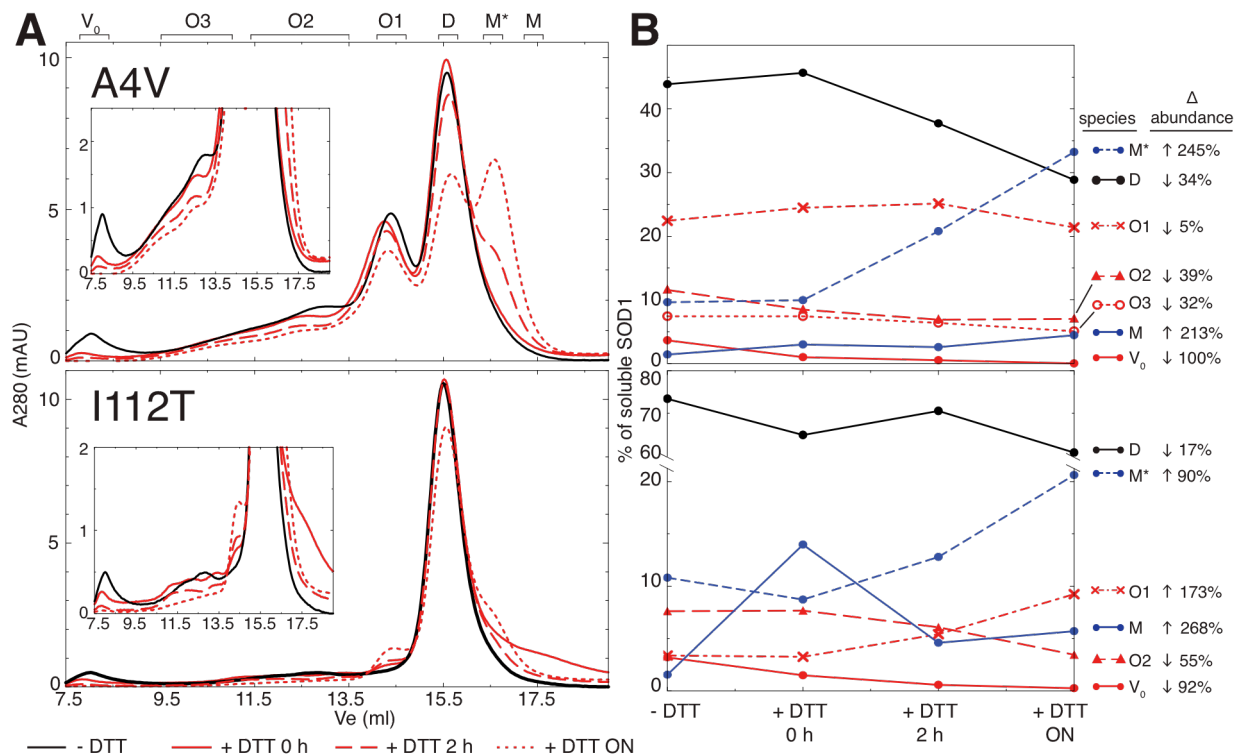 A
V0 O3 O2 O1 D M* M
A4V
10
5
0
2
1
0
7.5 9.5 11.5 13.5 15.5 17.5
A280 (mAU)
I112T
10
5
0
2
1
0
7.5 9.5 11.5 13.5 15.5 17.5
7.5 9.5 11.5 13.5 15.5 17.5
Ve (ml)
- DTT + DTT 0 h + DTT 2 h + DTT ON
B
40
30
20
10
0
80
70
60
20
10
0
% of soluble SOD1
- DTT + DTT 0 h + DTT 2 h + DTT ON
Δ
species abundance
M* ↑ 245%
D ↓ 34%
O1 ↓ 5%
O2 ↓ 39%
O3 ↓ 32%
M ↑ 213%
V0 ↓ 100%
D ↓ 17%
M* ↑ 90%
O1 ↑ 173%
M ↑ 268%
O2 ↓ 55%
V0 ↓ 92%